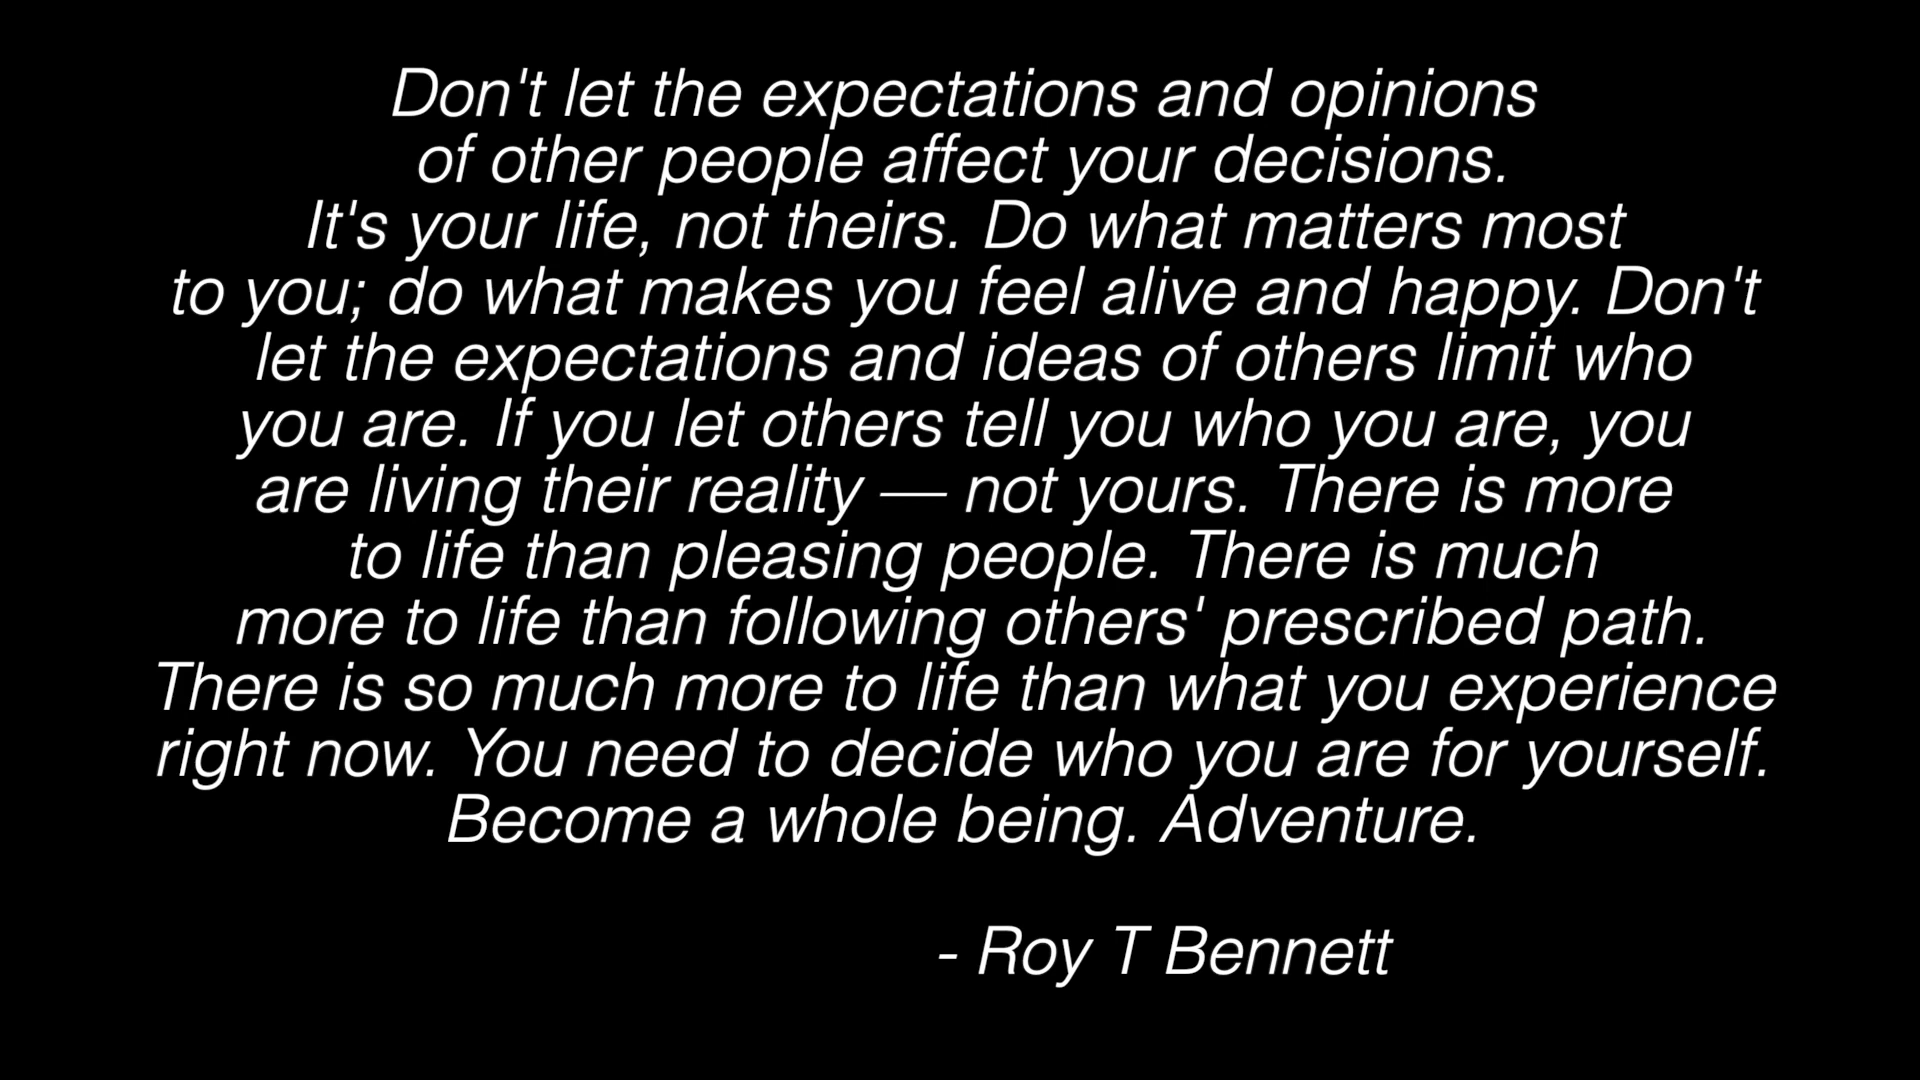 Don't let the expectations and opinions
of other people affect your decisions.
It's your life, not theirs. Do what matters most
to you; do what makes you feel alive and happy. Don't
let the expectations and ideas of others limit who
you are. If you let others tell you who you are, you
are living their reality — not yours. There is more
to life than pleasing people. There is much
more to life than following others' prescribed path.
There is so much more to life than what you experience
right now. You need to decide who you are for yourself.
Become a whole being. Adventure.
- Roy T Bennett